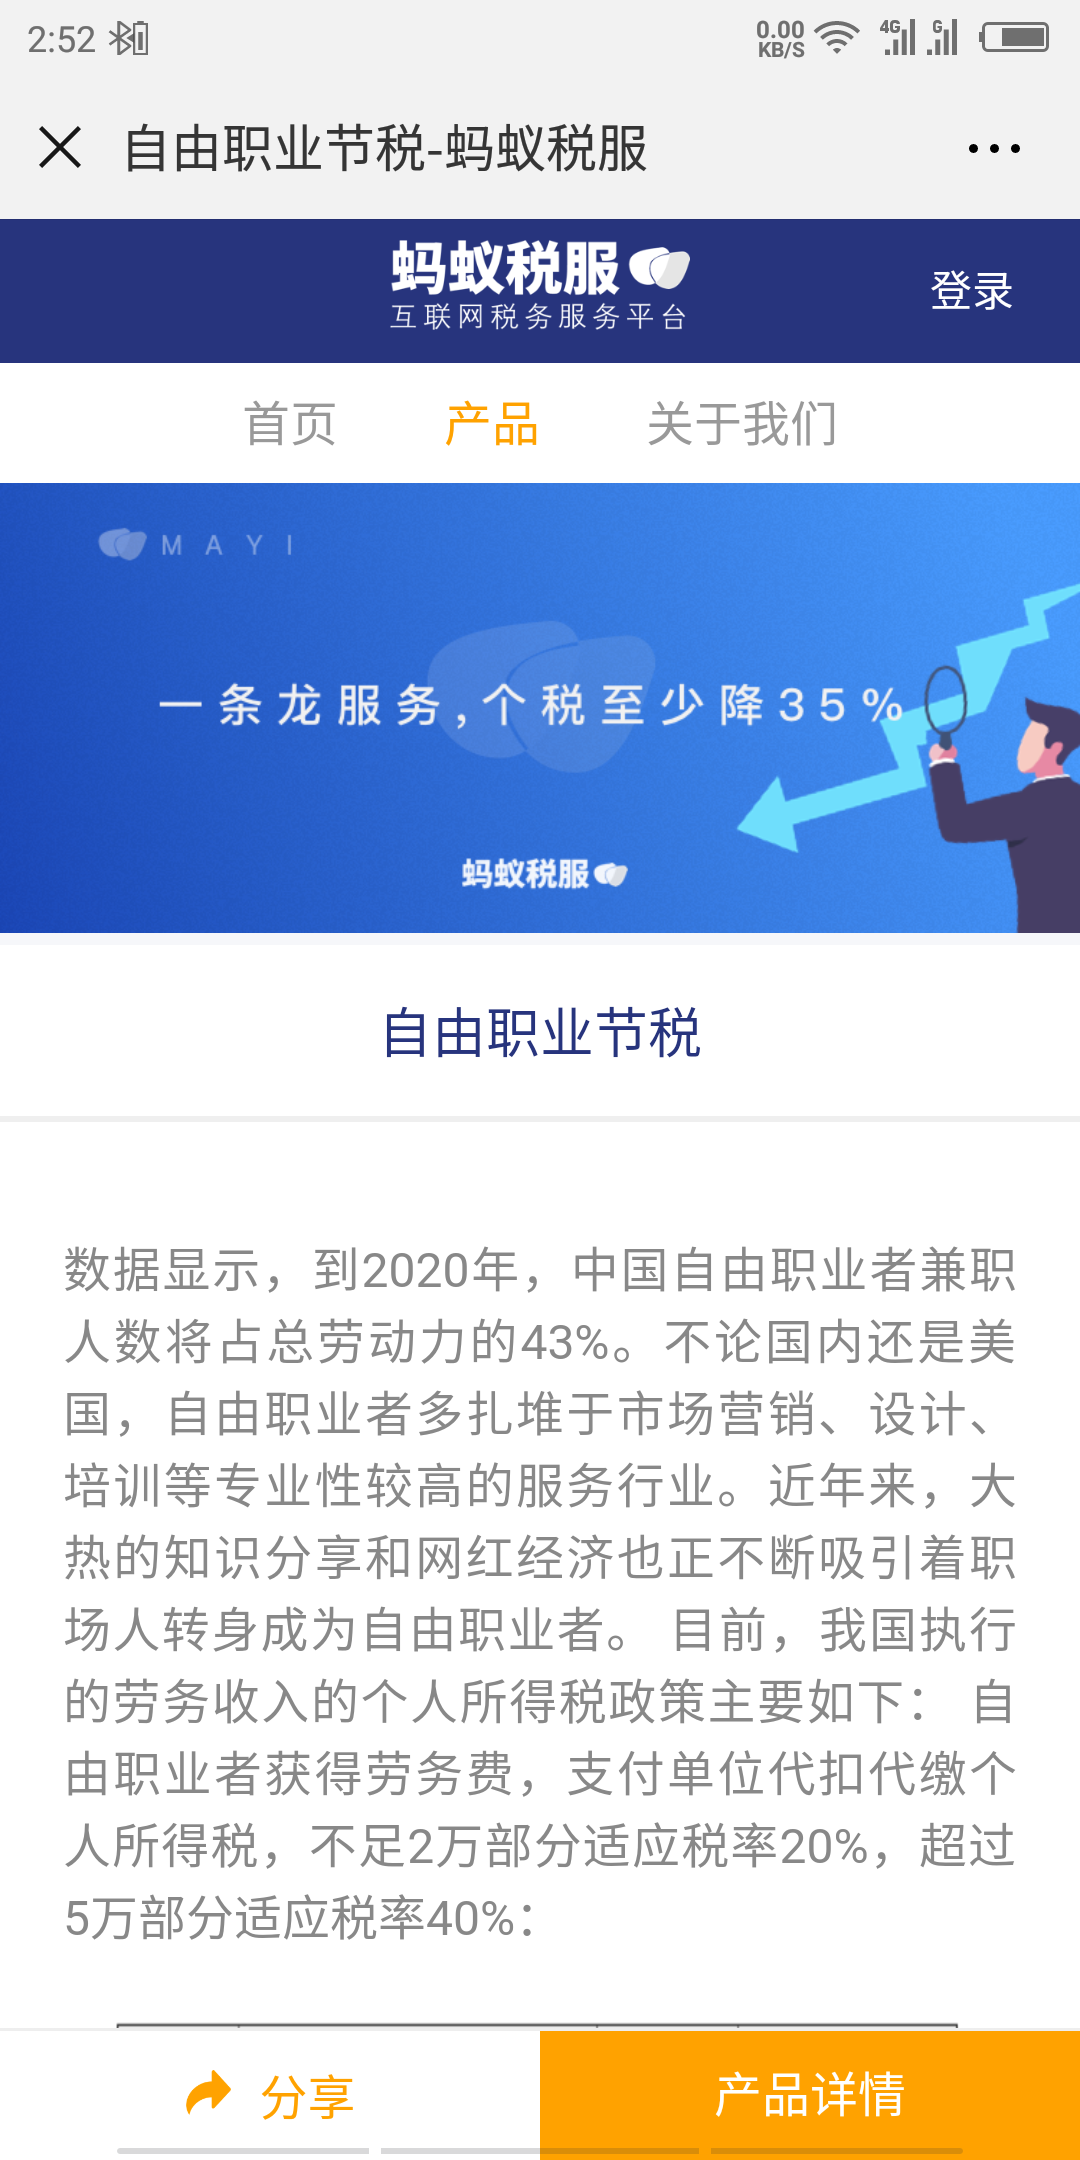 2:52
0.00
KB/S
4G
G
自由职业节税-蚂蚁税服
蚂蚁税服
互联网税务服务平台
登录
首页
产品
关于我们
MAYI
一条龙服务,个税至少降35%
蚂蚁税服
自由职业节税
数据显示，到2020年，中国自由职业者兼职
人数将占总劳动力的43%。不论国内还是美
国，自由职业者多扎堆于市场营销、设计、
培训等专业性较高的服务行业。近年来，大
热的知识分享和网红经济也正不断吸引着职
场人转身成为自由职业者。 目前，我国执行
的劳务收入的个人所得税政策主要如下： 自
由职业者获得劳务费，支付单位代扣代缴个
人所得税，不足2万部分适应税率20%，超过
5万部分适应税率40%：
分享
产品详情